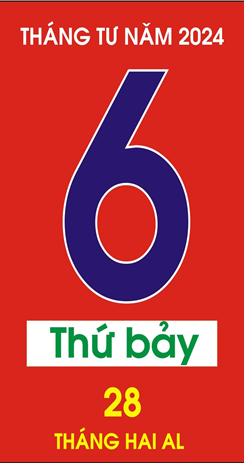 THÁNG TƯ NĂM 2024
6
Thứ bảy
28
THÁNG HAI AL